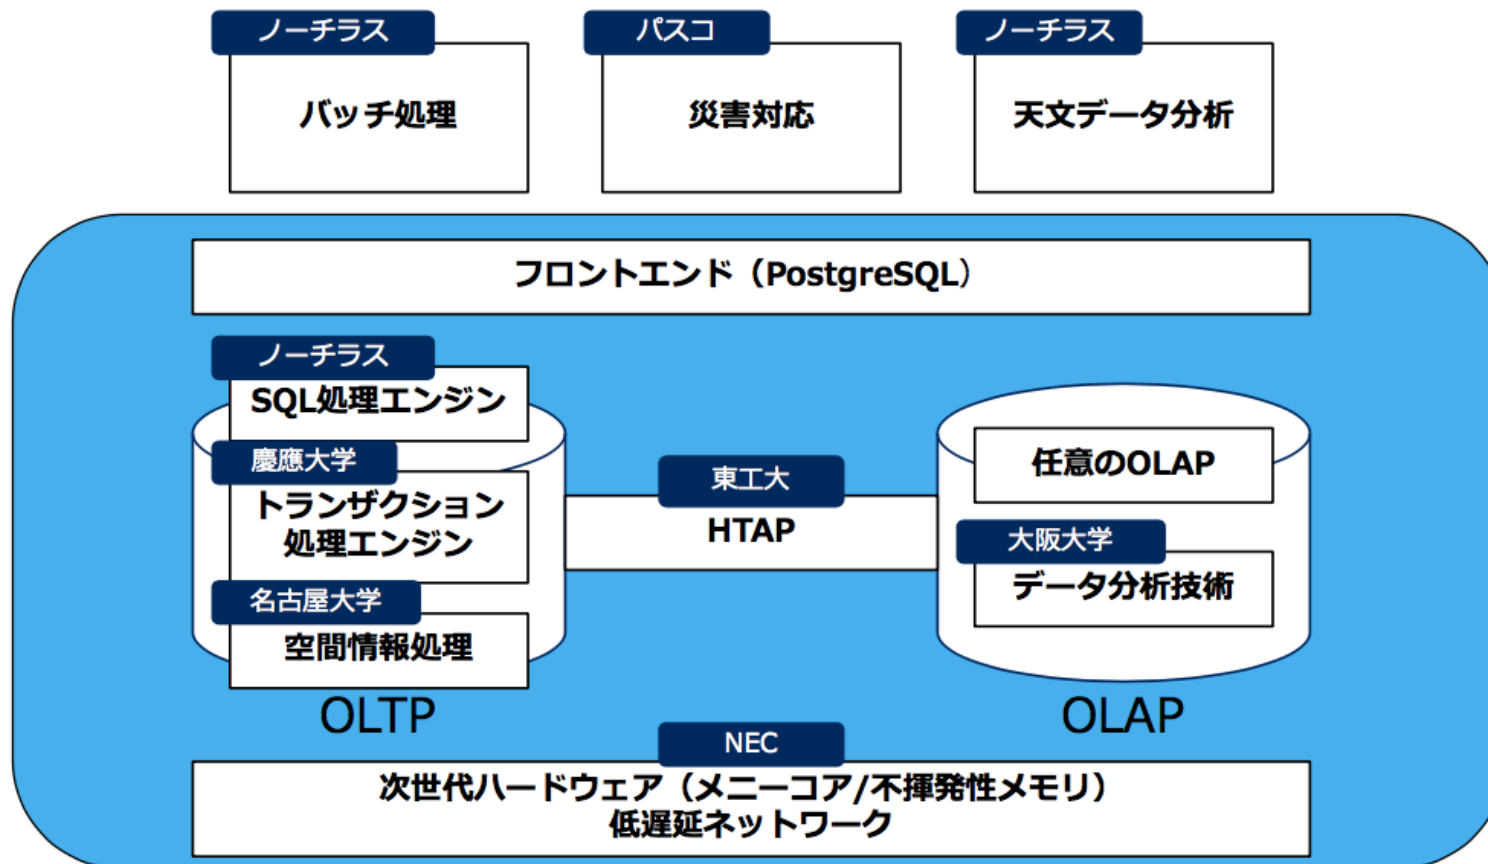 ノーチラス
バッチ処理
パスコ
災害対応
ノーチラス
天文データ分析
フロントエンド（PostgreSQL）
ノーチラス
SQL処理エンジン
慶應大学
トランザクション
処理エンジン
名古屋大学
空間情報処理
OLTP
東工大
HTAP
任意のOLAP
大阪大学
データ分析技術
OLAP
NEC
次世代ハードウェア（メニーコア/不揮発性メモリ）
低遅延ネットワーク